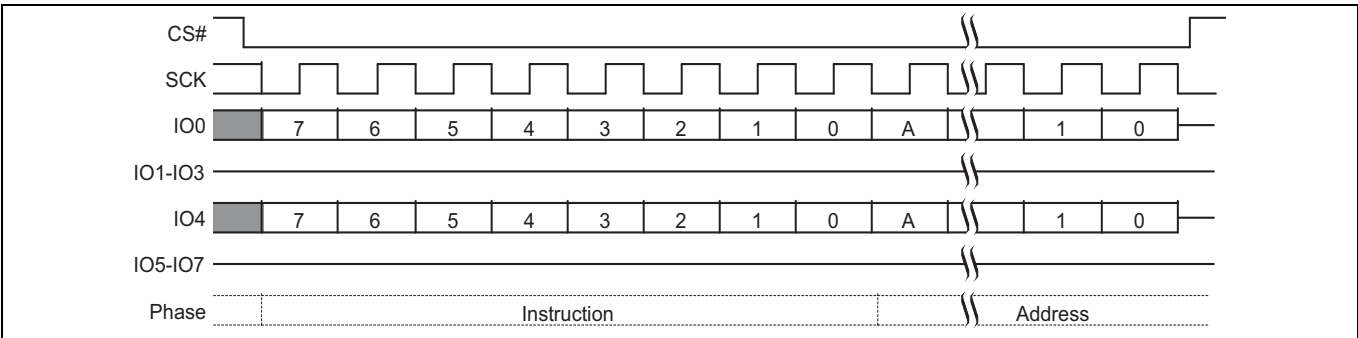 CS#
SCK
IO0 7 6 5 4 3 2 1 0 A 1 0
IO1-IO3
IO4 7 6 5 4 3 2 1 0 A 1 0
IO5-IO7
Phase Instruction Address